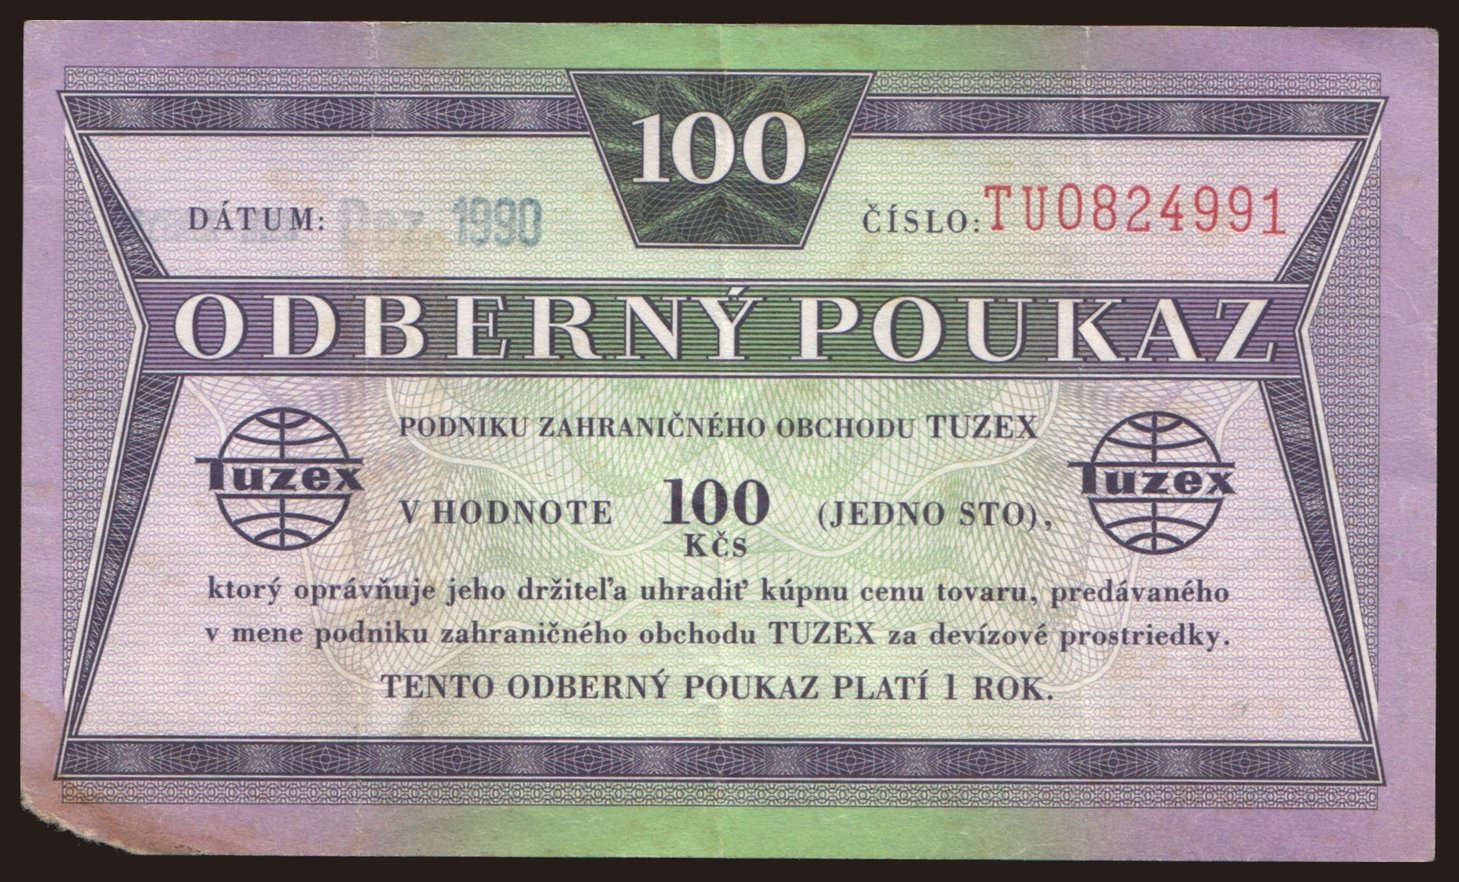 100
DÁTUM: 1990
ČÍSLO: TU0824991
ODBERNÝ POUKAZ
PODNIKU ZAHRANIČNÉHO OBCHODU TUZEX
Tuzex
Tuzex
V HODNOTE 100 (JEDNO STO),
Kčs
ktorý oprávňuje jeho držiteľa uhradiť kúpnu cenu tovaru, predávaného
v mene podniku zahraničného obchodu TUZEX za devízové prostriedky.
TENTO ODBERNÝ POUKAZ PLATÍ 1 ROK.